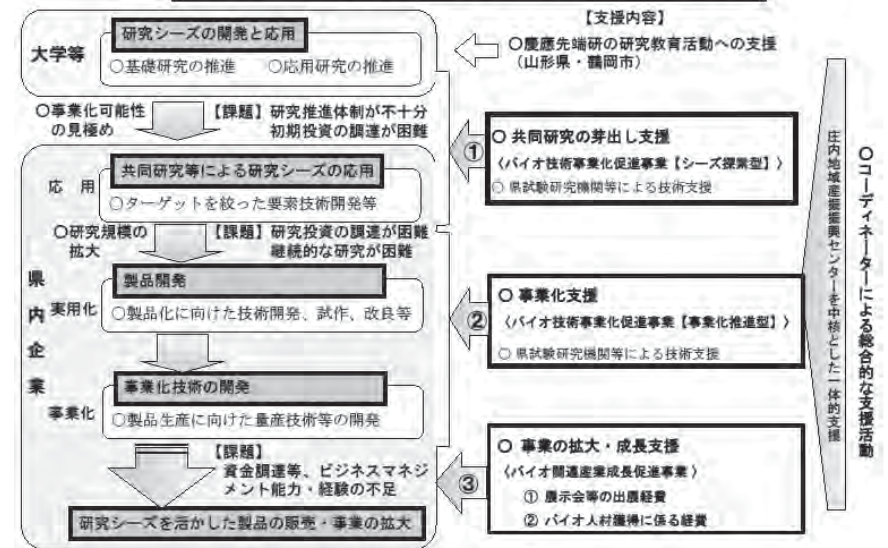 【支援内容】
研究シーズの開発と応用
大学等
○基礎研究の推進　○応用研究の推進
○慶應先端研の研究教育活動への支援
（山形県・鶴岡市）
○事業化可能性
の見極め
【課題】研究推進体制が不十分
初期投資の調達が困難
①
○ 共同研究の芽出し支援
〈バイオ技術事業化促進事業【シーズ探索型】〉
○ 県試験研究機関等による技術支援
県内企業
共同研究等による研究シーズの応用
応　用
○ターゲットを絞った要素技術開発等
○研究規模の
拡大
【課題】研究投資の調達が困難
継続的な研究が困難
製品開発
実用化
○製品化に向けた技術開発、試作、改良等
②
○ 事業化支援
〈バイオ技術事業化促進事業【事業化推進型】〉
○ 県試験研究機関等による技術支援
事業化技術の開発
事業化
○製品生産に向けた量産技術等の開発
【課題】
資金調達等、ビジネスマネジ
メント能力・経験の不足
③
○ 事業の拡大・成長支援
〈バイオ関連産業成長促進事業〉
① 展示会等の出展経費
② バイオ人材獲得に係る経費
研究シーズを活かした製品の販売・事業の拡大
○コーディネーターによる総合的な支援活動
庄内地域産業振興センターを中核とした一体的支援